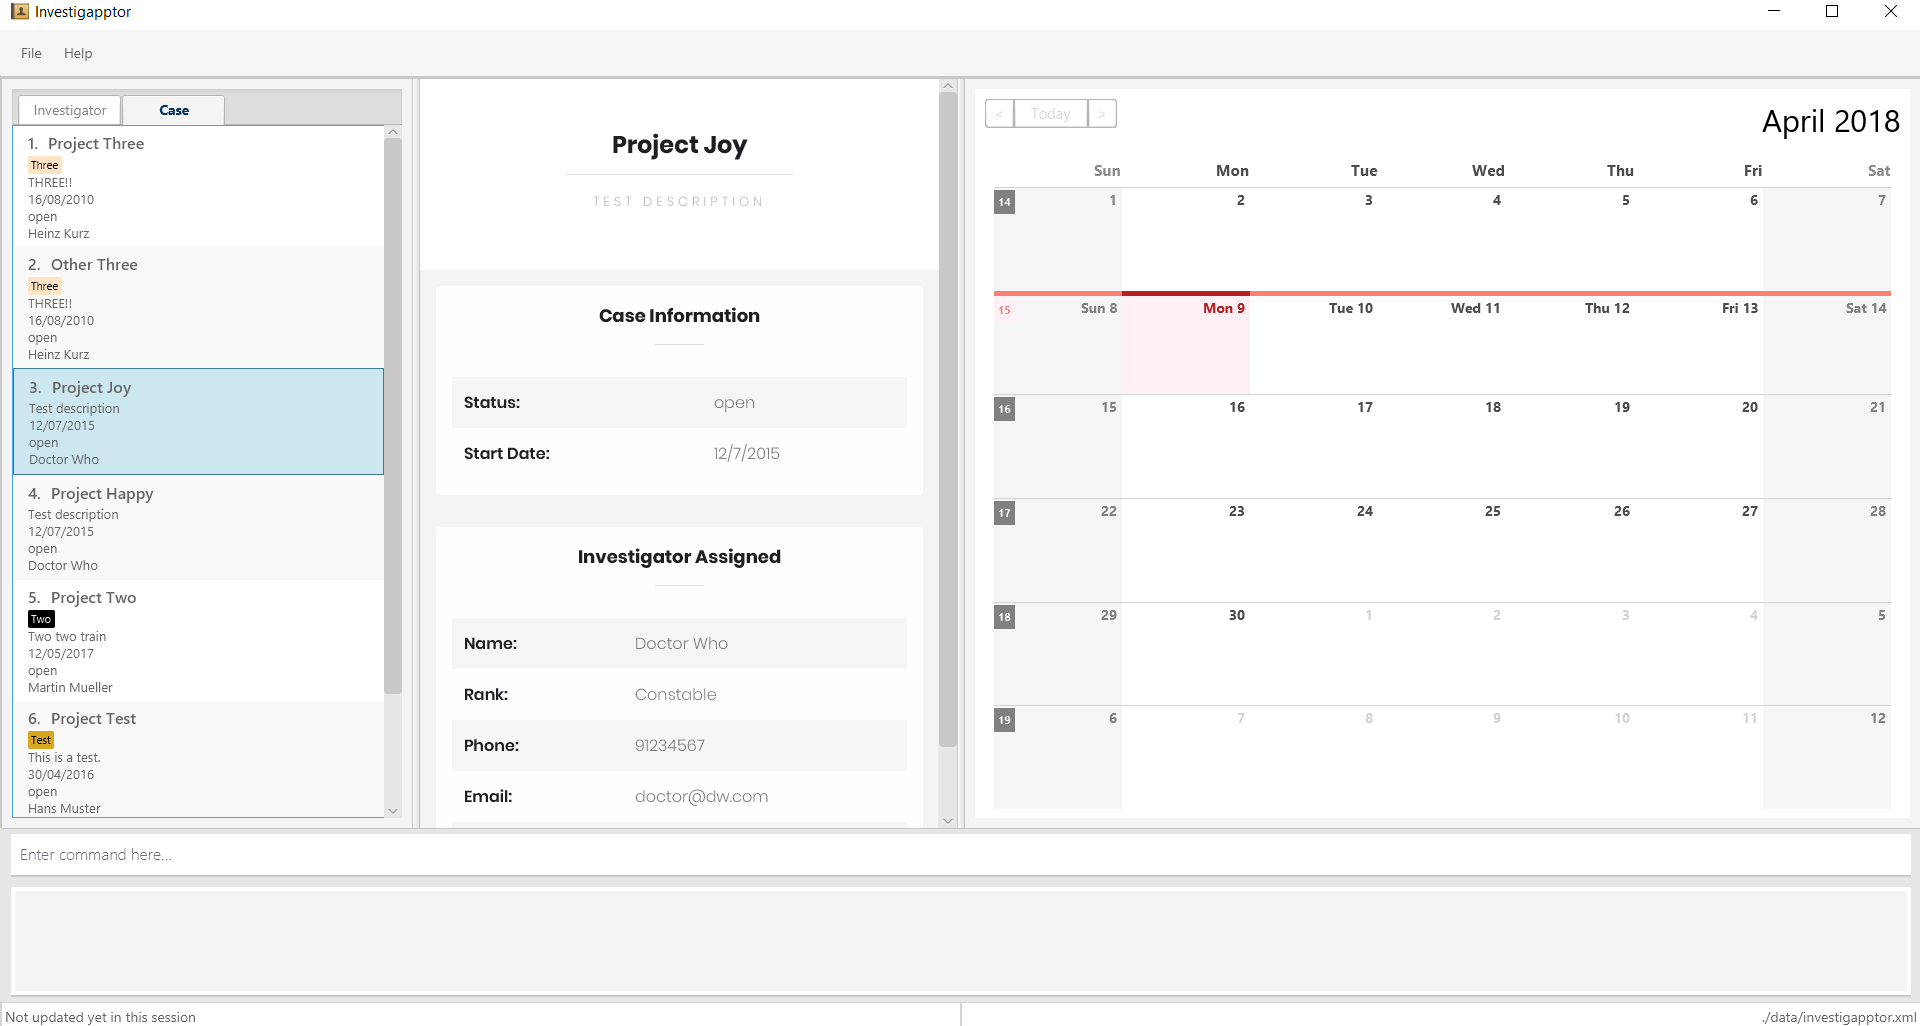 Investigapptor
File Help
Investigator Case
1. Project Three
Three
THREE!!
16/08/2010
open
Heinz Kurz
2. Other Three
Three
THREE!!
16/08/2010
open
Heinz Kurz
3. Project Joy
Test description
12/07/2015
open
Doctor Who
4. Project Happy
Test description
12/07/2015
open
Doctor Who
5. Project Two
Two
Two two train
12/05/2017
open
Martin Mueller
6. Project Test
Test
This is a test.
30/04/2016
open
Hans Muster
Project Joy
TEST DESCRIPTION
Case Information
Status: open
Start Date: 12/7/2015
Investigator Assigned
Name: Doctor Who
Rank: Constable
Phone: 91234567
Email: doctor@dw.com
< Today >
April 2018
Sun Mon Tue Wed Thu Fri Sat
14 1 2 3 4 5 6 7
15 Sun 8 Mon 9 Tue 10 Wed 11 Thu 12 Fri 13 Sat 14
16 15 16 17 18 19 20 21
17 22 23 24 25 26 27 28
18 29 30 1 2 3 4 5
19 6 7 8 9 10 11 12
Enter command here...
Not updated yet in this session
./data/investigapptor.xml